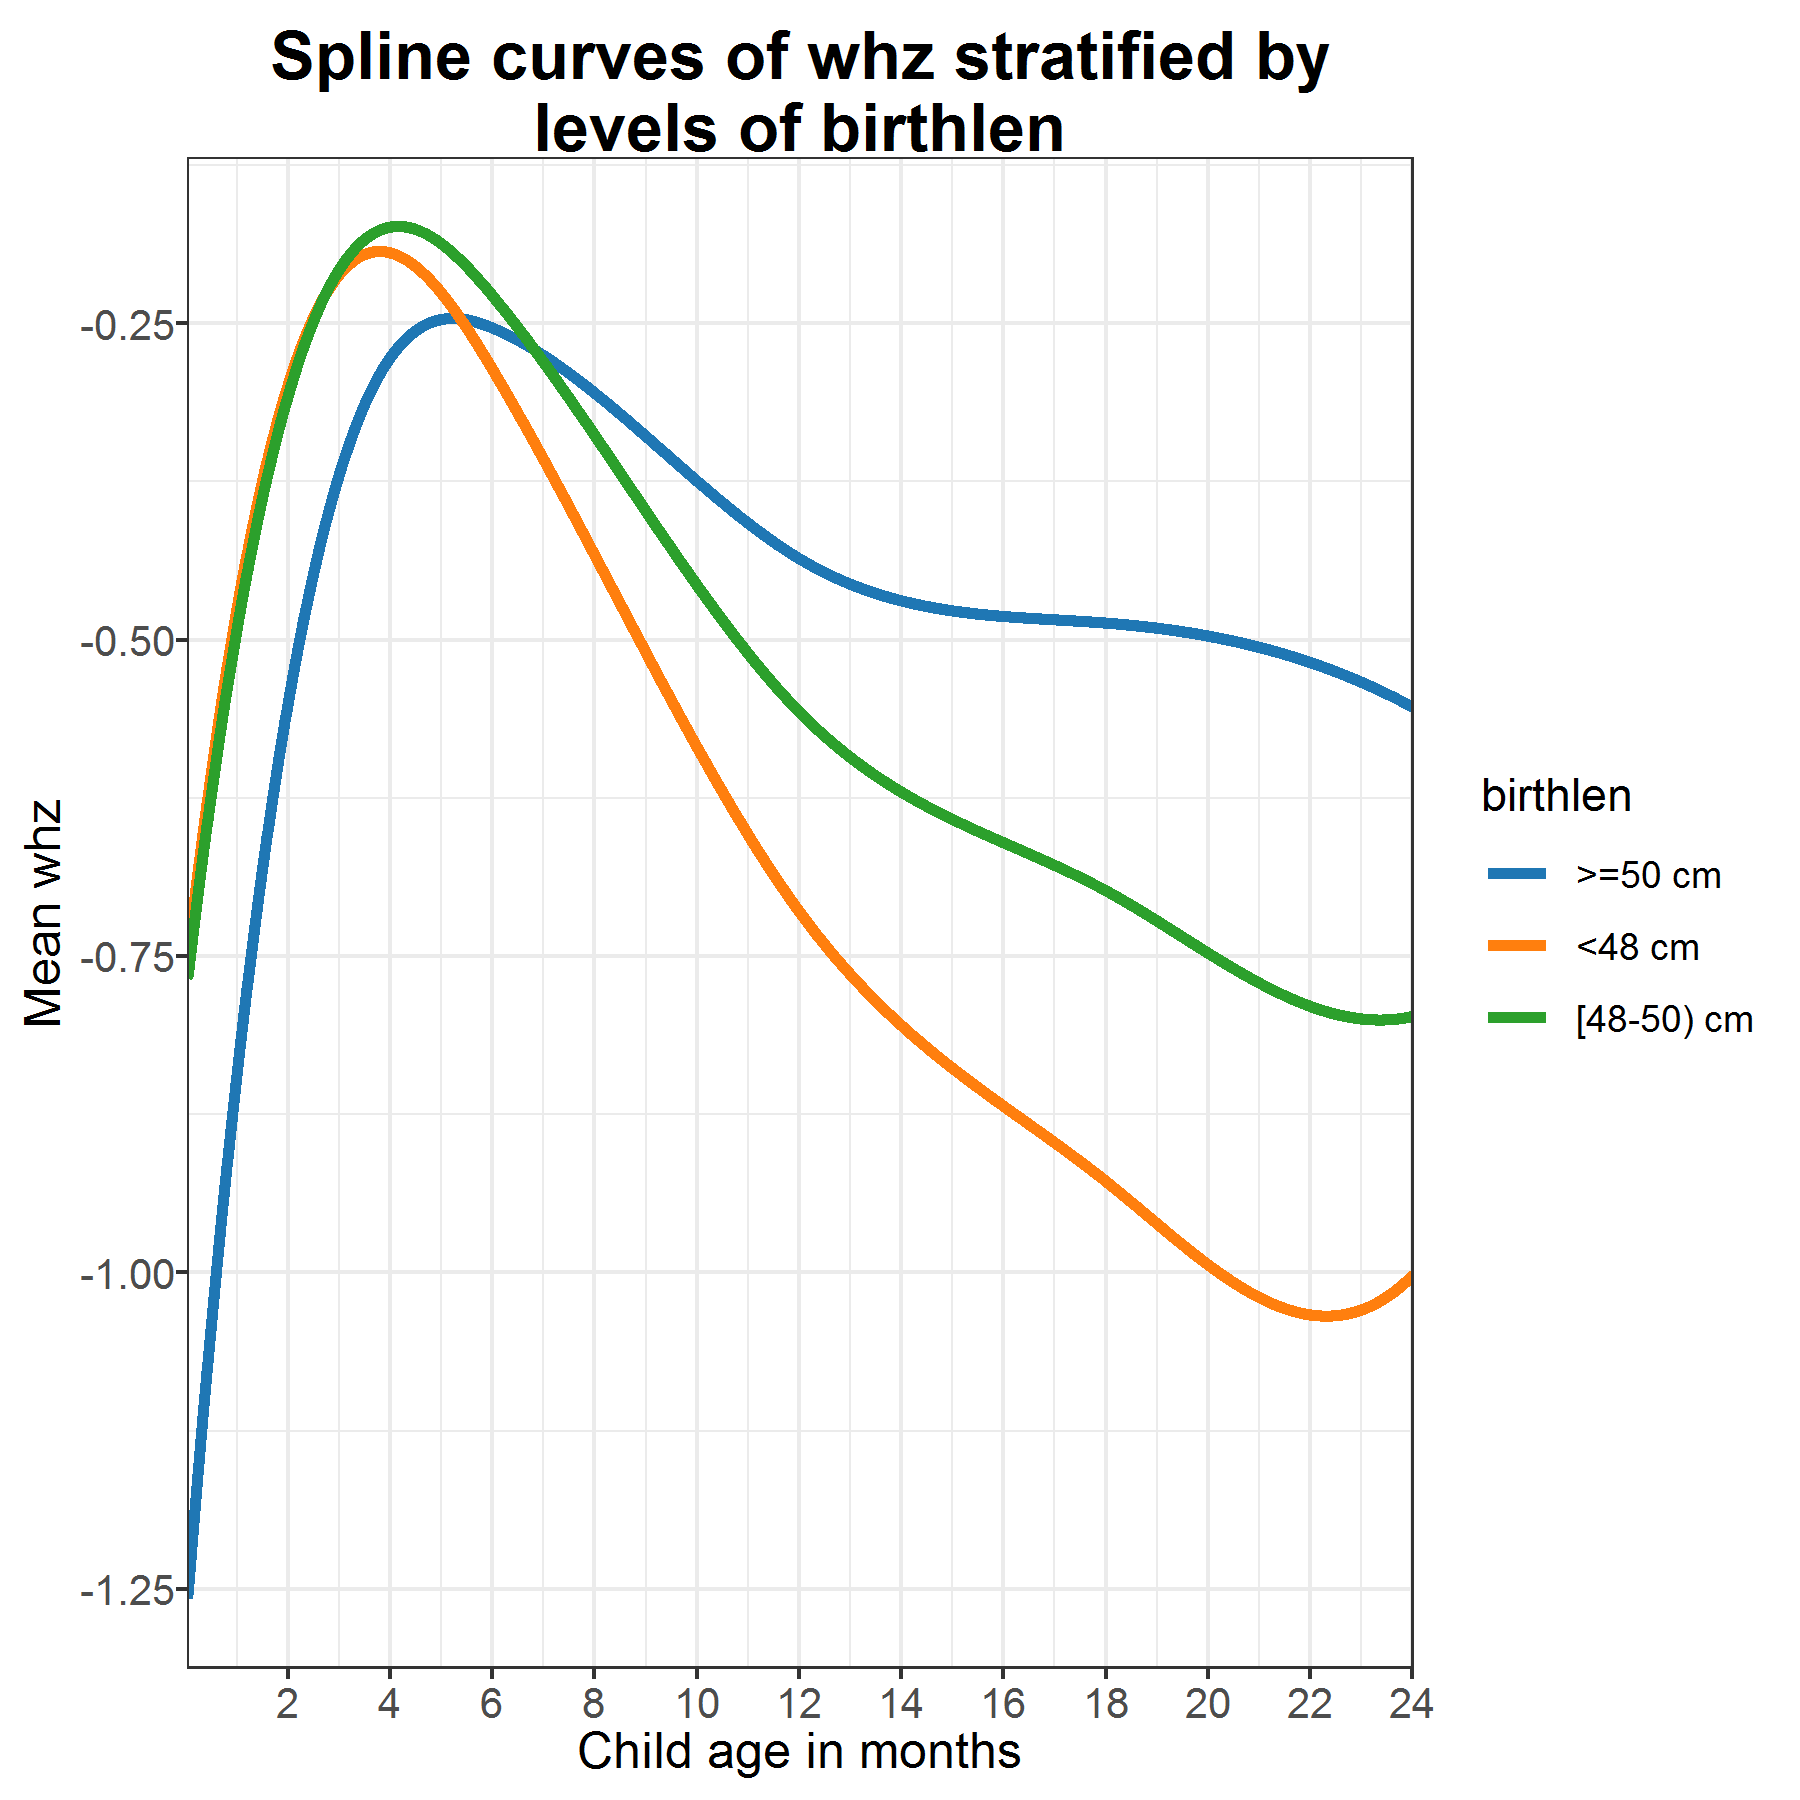 Spline curves of whz stratified by
levels of birthlen
Mean whz
-0.25
-0.50
-0.75
-1.00
-1.25
2 4 6 8 10 12 14 16 18 20 22 24
Child age in months
birthlen
>=50 cm
<48 cm
[48-50) cm